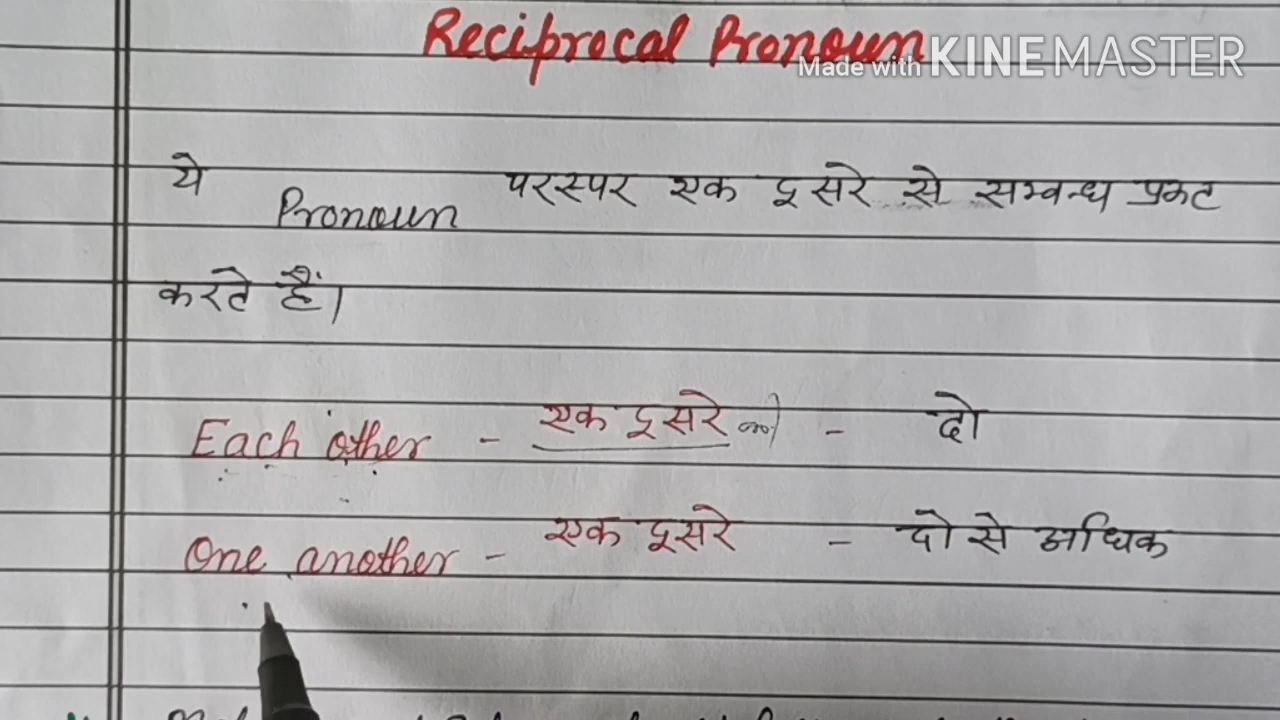 Reciprocal Pronoun
Made with KINEMASTER
ये Pronoun परस्पर एक दूसरे से सम्बन्ध प्रकट
करते हैं।
Each other - एक दूसरे को - दो
One another - एक दूसरे - दो से अधिक